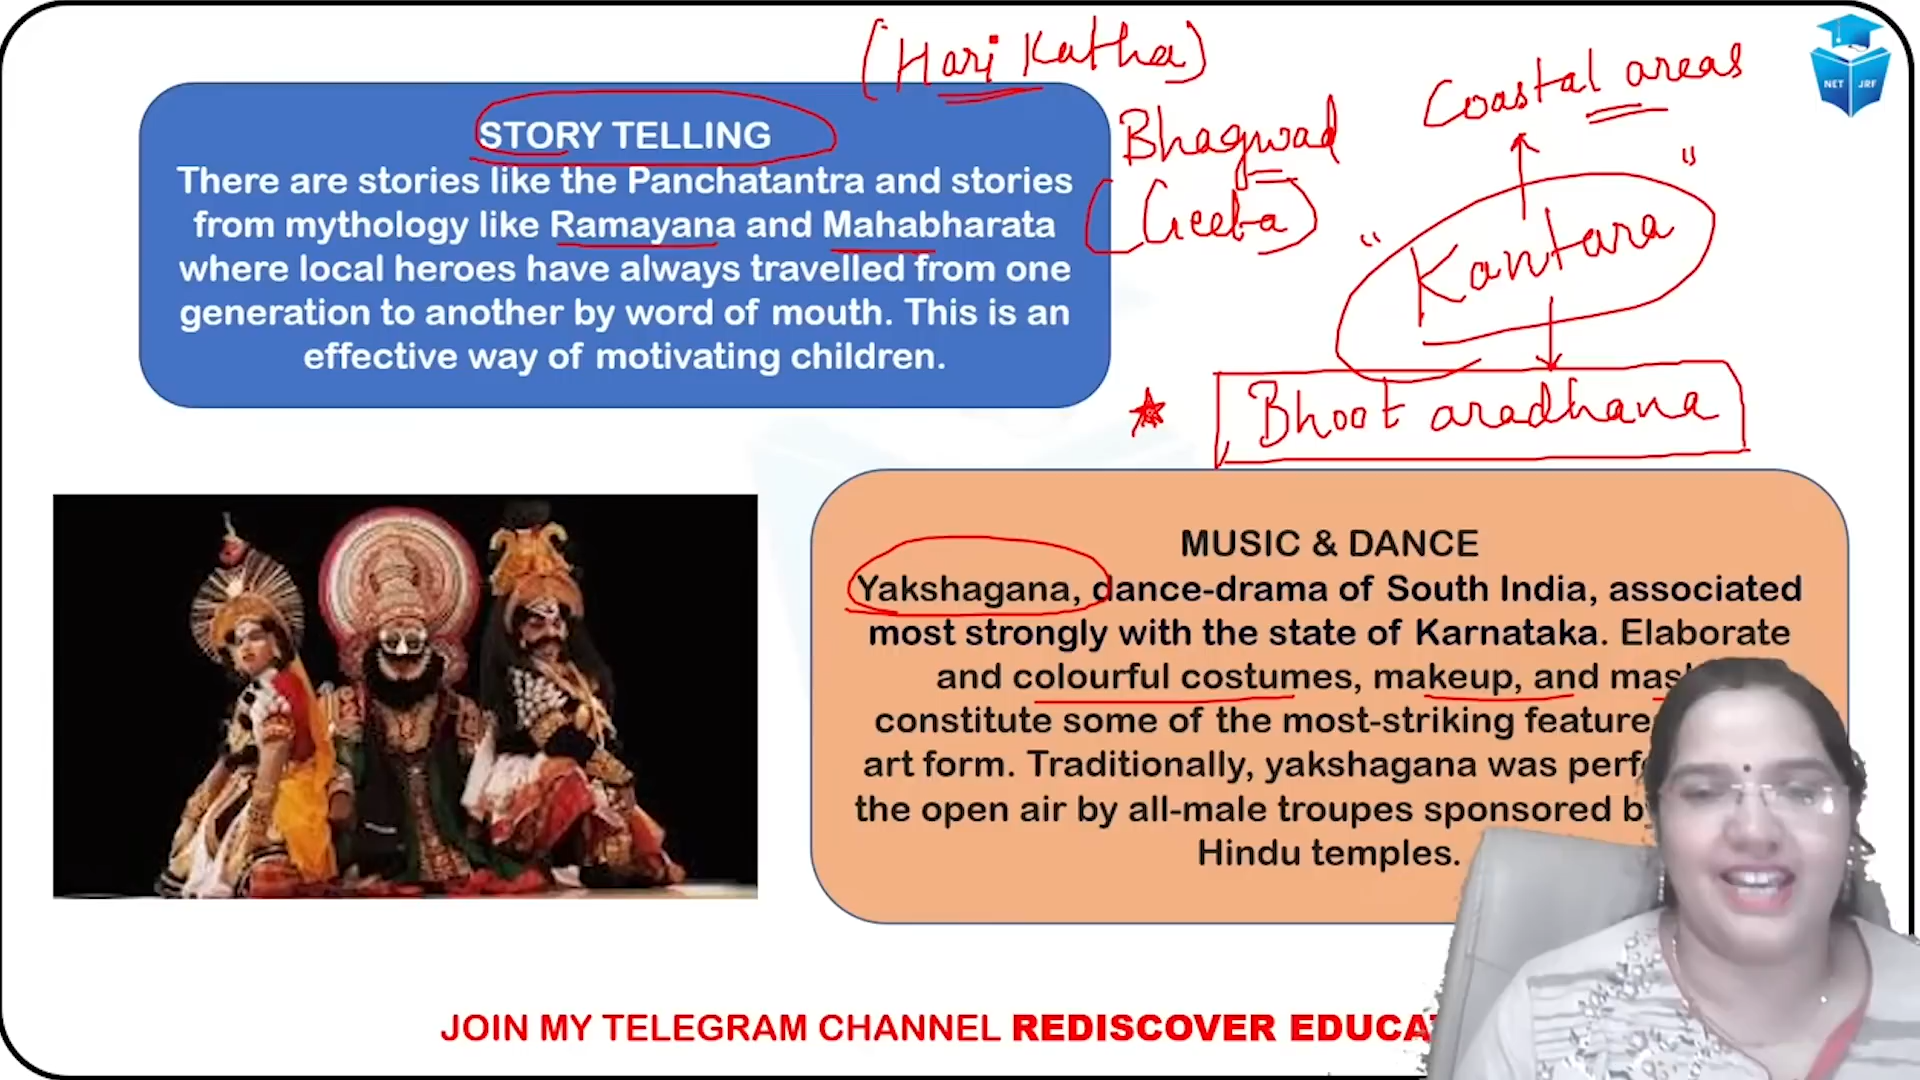 (Hari Katha)
Coastal areas
NET JRF
STORY TELLING
There are stories like the Panchatantra and stories
from mythology like Ramayana and Mahabharata
where local heroes have always travelled from one
generation to another by word of mouth. This is an
effective way of motivating children.
Bhagwad
(Geeta)
"Kantara"
Bhoot aradhana
MUSIC & DANCE
Yakshagana, dance-drama of South India, associated
most strongly with the state of Karnataka. Elaborate
and colourful costumes, makeup, and mas
constitute some of the most-striking feature
art form. Traditionally, yakshagana was perf
the open air by all-male troupes sponsored b
Hindu temples.
JOIN MY TELEGRAM CHANNEL REDISCOVER EDUCA